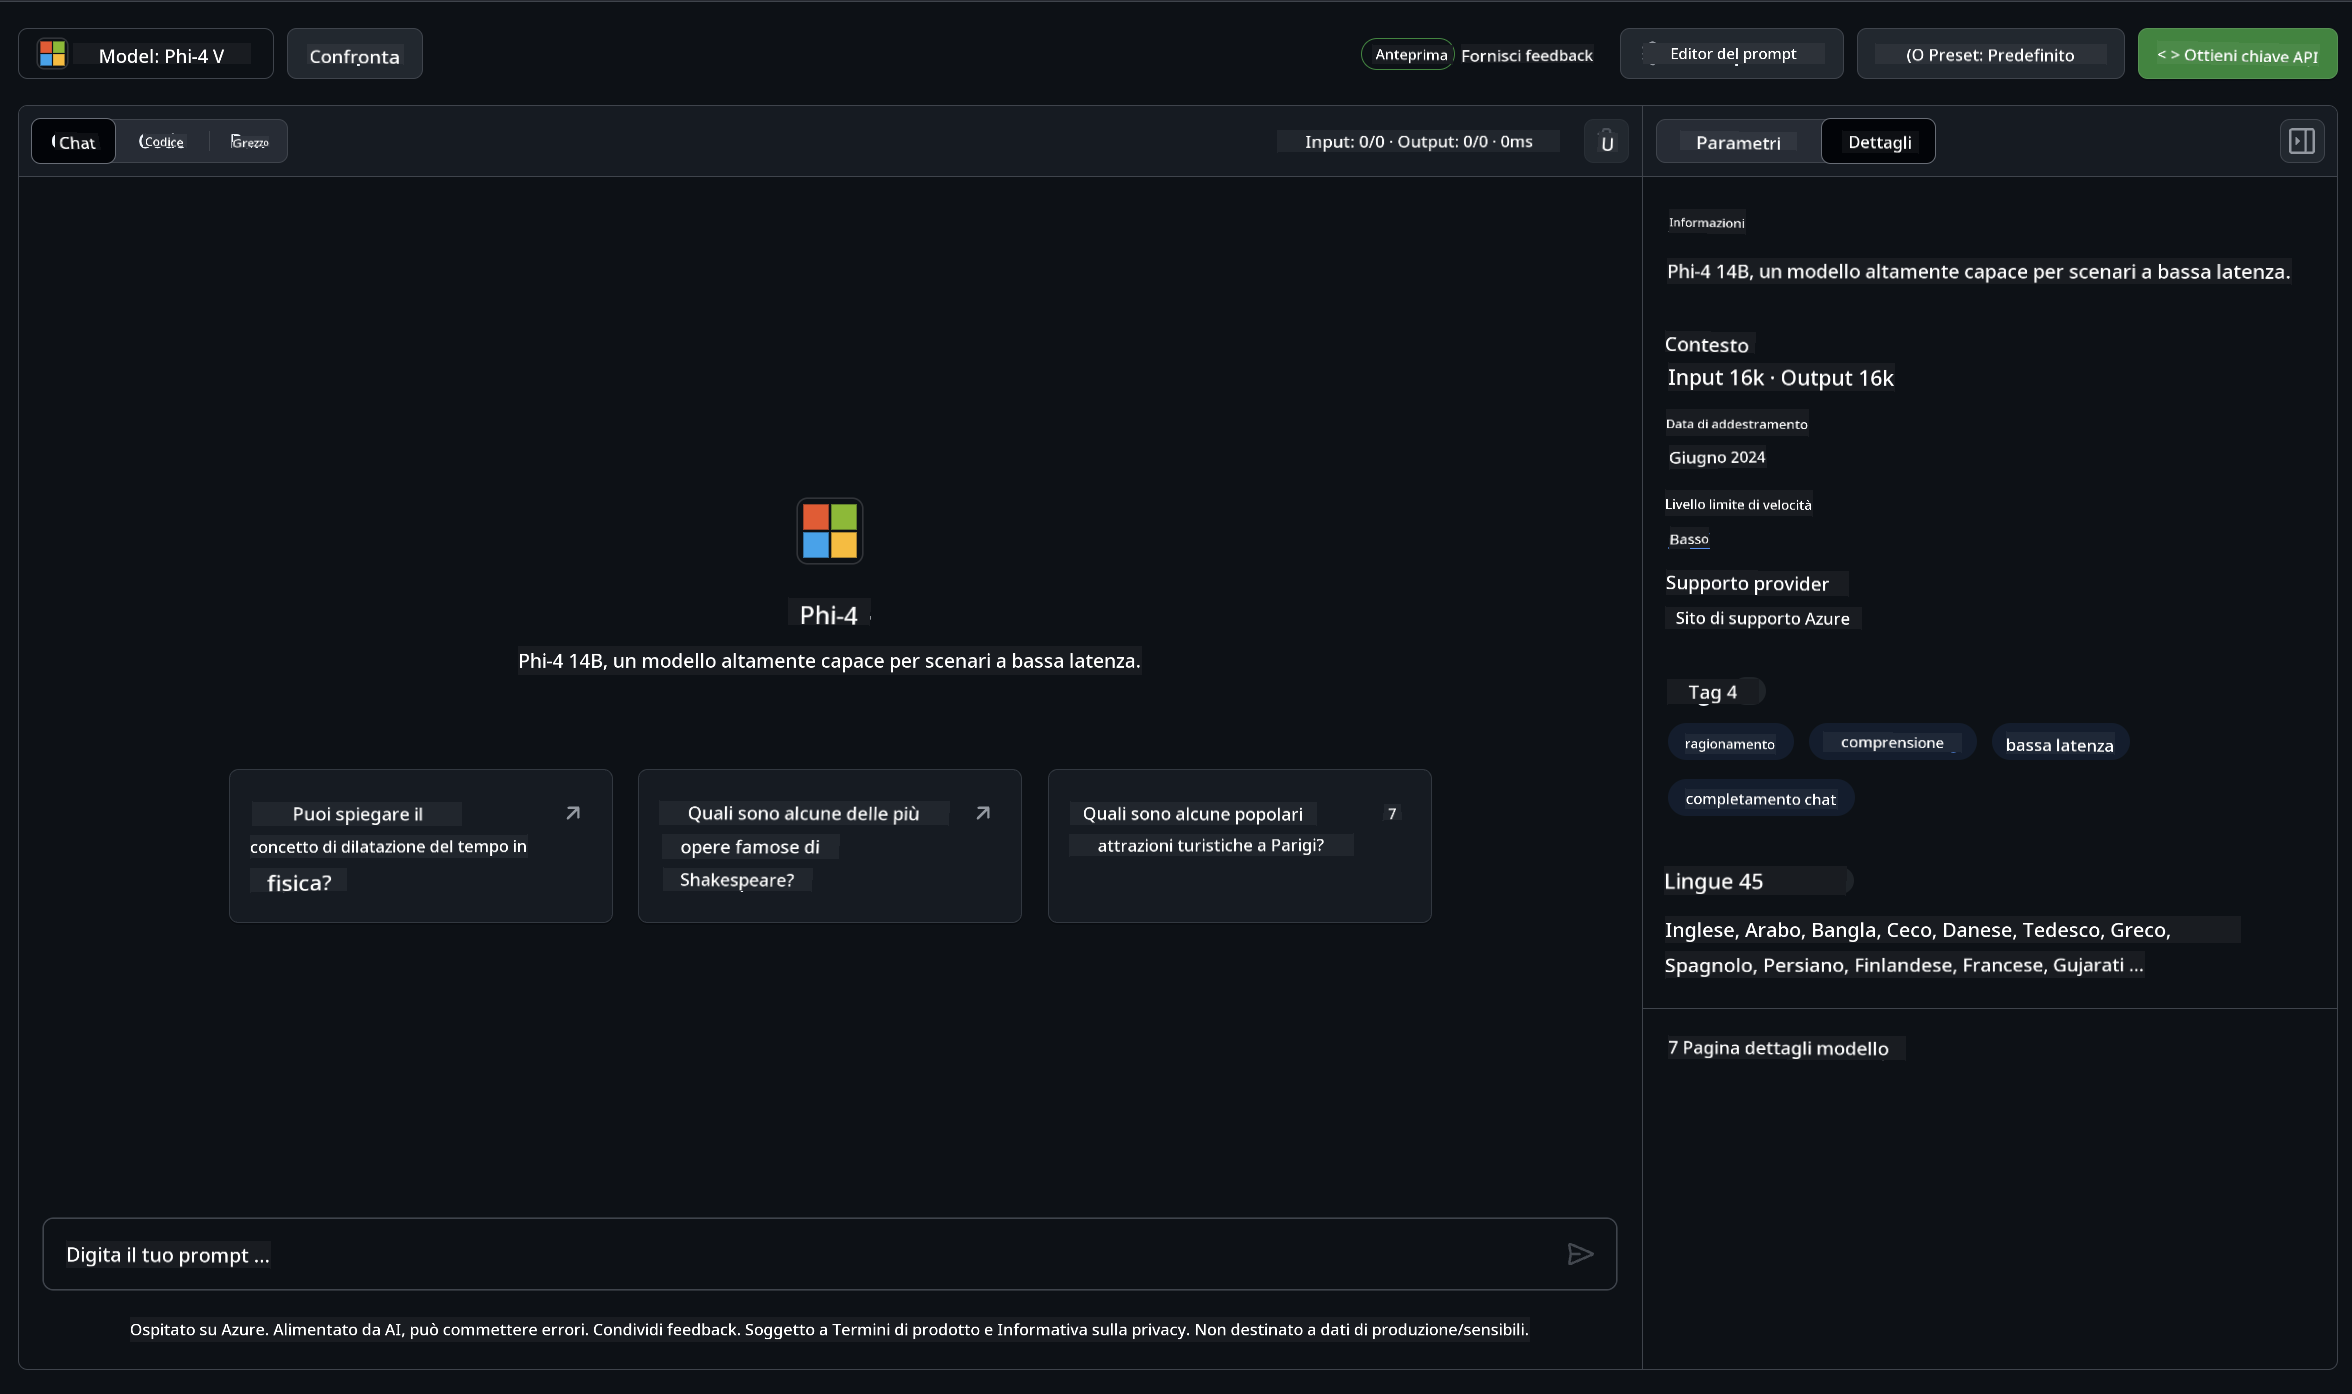 Model: Phi-4 V
Confronta
Anteprima Fornisci feedback
Editor del prompt
(O Preset: Predefinito
< > Ottieni chiave API
Chat
Codice
Grezzo
Input: 0/0 · Output: 0/0 · 0ms
U
Parametri
Dettagli
Phi-4
Phi-4 14B, un modello altamente capace per scenari a bassa latenza.
Puoi spiegare il
concetto di dilatazione del tempo in
fisica?
Quali sono alcune delle più
opere famose di
Shakespeare?
Quali sono alcune popolari 7
attrazioni turistiche a Parigi?
Digita il tuo prompt ...
Ospitato su Azure. Alimentato da AI, può commettere errori. Condividi feedback. Soggetto a Termini di prodotto e Informativa sulla privacy. Non destinato a dati di produzione/sensibili.
Informazioni
Phi-4 14B, un modello altamente capace per scenari a bassa latenza.
Contesto
Input 16k · Output 16k
Data di addestramento
Giugno 2024
Livello limite di velocità
Basso
Supporto provider
Sito di supporto Azure
Tag 4
ragionamento
comprensione
bassa latenza
completamento chat
Lingue 45
Inglese, Arabo, Bangla, Ceco, Danese, Tedesco, Greco,
Spagnolo, Persiano, Finlandese, Francese, Gujarati ...
7 Pagina dettagli modello